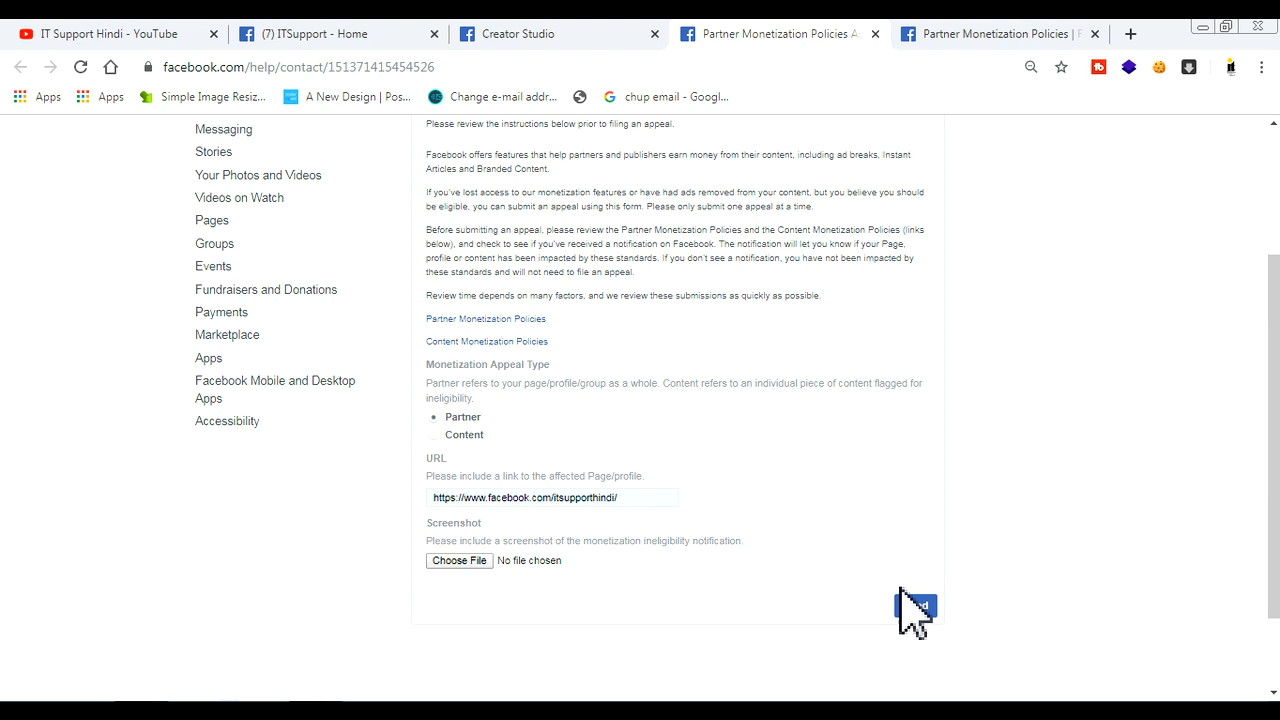 IT Support Hindi - YouTube
(7) ITSupport - Home
Creator Studio
Partner Monetization Policies A
Partner Monetization Policies | F
facebook.com/help/contact/151371415454526
Apps
Apps
Simple Image Resiz...
A New Design | Pos...
Change e-mail addr...
chup email - Googl...
Messaging
Stories
Your Photos and Videos
Videos on Watch
Pages
Groups
Events
Fundraisers and Donations
Payments
Marketplace
Apps
Facebook Mobile and Desktop
Apps
Accessibility
Please review the instructions below prior to filing an appeal.
Facebook offers features that help partners and publishers earn money from their content, including ad breaks, Instant
Articles and Branded Content.
If you've lost access to our monetization features or have had ads removed from your content, but you believe you should
be eligible, you can submit an appeal using this form. Please only submit one appeal at a time.
Before submitting an appeal, please review the Partner Monetization Policies and the Content Monetization Policies (links
below), and check to see if you've received a notification on Facebook. The notification will let you know if your Page,
profile or content has been impacted by these standards. If you don't see a notification, you have not been impacted by
these standards and will not need to file an appeal.
Review time depends on many factors, and we review these submissions as quickly as possible.
Partner Monetization Policies
Content Monetization Policies
Monetization Appeal Type
Partner refers to your page/profile/group as a whole. Content refers to an individual piece of content flagged for
ineligibility.
Partner
Content
URL
Please include a link to the affected Page/profile.
https://www.facebook.com/itsupporthindi/
Screenshot
Please include a screenshot of the monetization ineligibility notification.
Choose File No file chosen